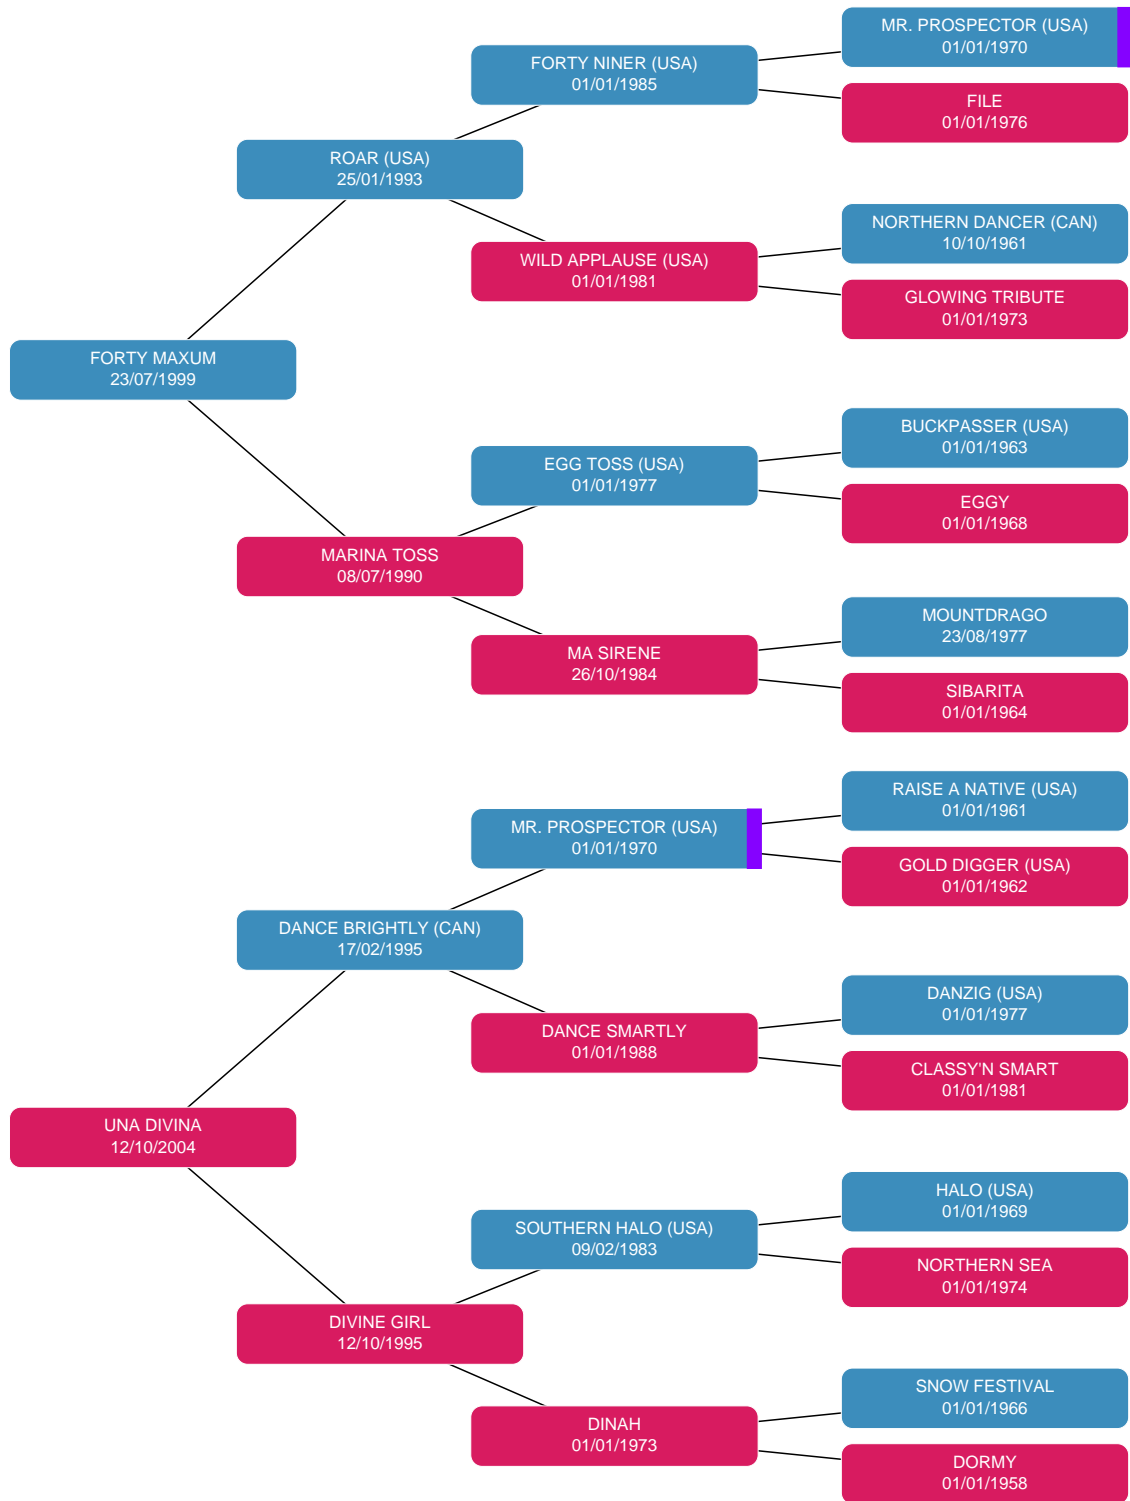 MR. PROSPECTOR (USA)
01/01/1970
FORTY NINER (USA)
01/01/1985
FILE
01/01/1976
ROAR (USA)
25/01/1993
NORTHERN DANCER (CAN)
10/10/1961
WILD APPLAUSE (USA)
01/01/1981
GLOWING TRIBUTE
01/01/1973
FORTY MAXUM
23/07/1999
BUCKPASSER (USA)
01/01/1963
EGG TOSS (USA)
01/01/1977
EGGY
01/01/1968
MARINA TOSS
08/07/1990
MOUNTDRAGO
23/08/1977
MA SIRENE
26/10/1984
SIBARITA
01/01/1964
RAISE A NATIVE (USA)
01/01/1961
MR. PROSPECTOR (USA)
01/01/1970
GOLD DIGGER (USA)
01/01/1962
DANCE BRIGHTLY (CAN)
17/02/1995
DANZIG (USA)
01/01/1977
DANCE SMARTLY
01/01/1988
CLASSY'N SMART
01/01/1981
UNA DIVINA
12/10/2004
HALO (USA)
01/01/1969
SOUTHERN HALO (USA)
09/02/1983
NORTHERN SEA
01/01/1974
DIVINE GIRL
12/10/1995
SNOW FESTIVAL
01/01/1966
DINAH
01/01/1973
DORMY
01/01/1958